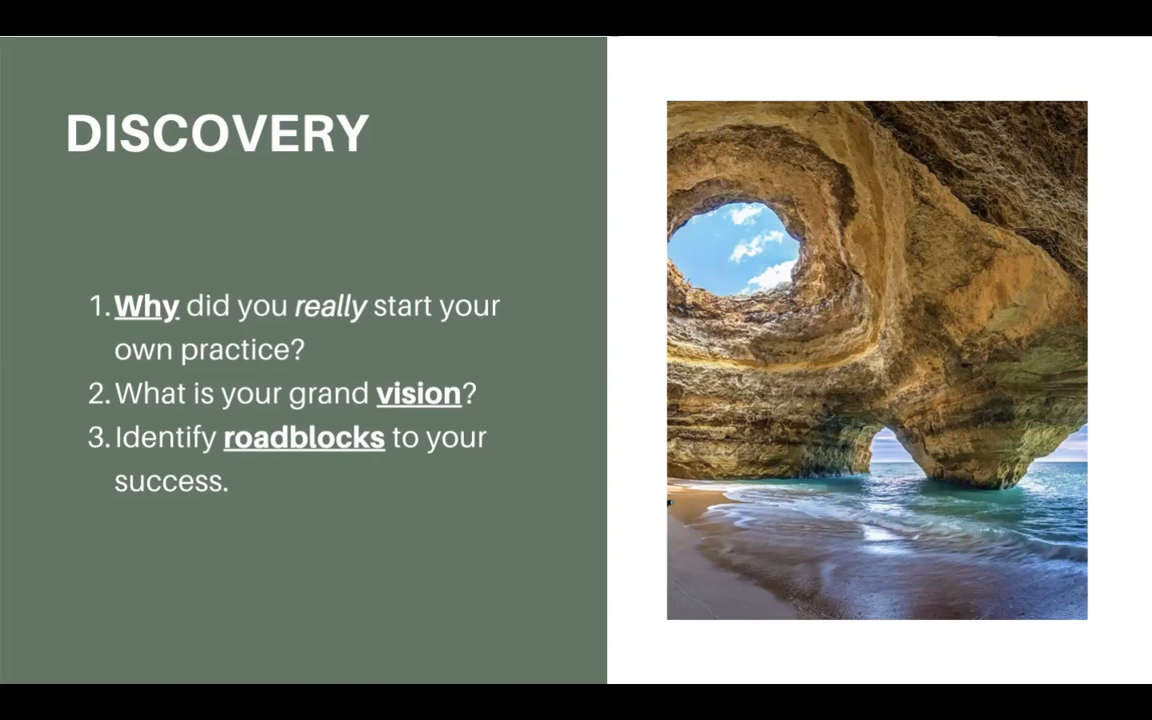 DISCOVERY
1. Why did you really start your
own practice?
2. What is your grand vision?
3. Identify roadblocks to your
success.